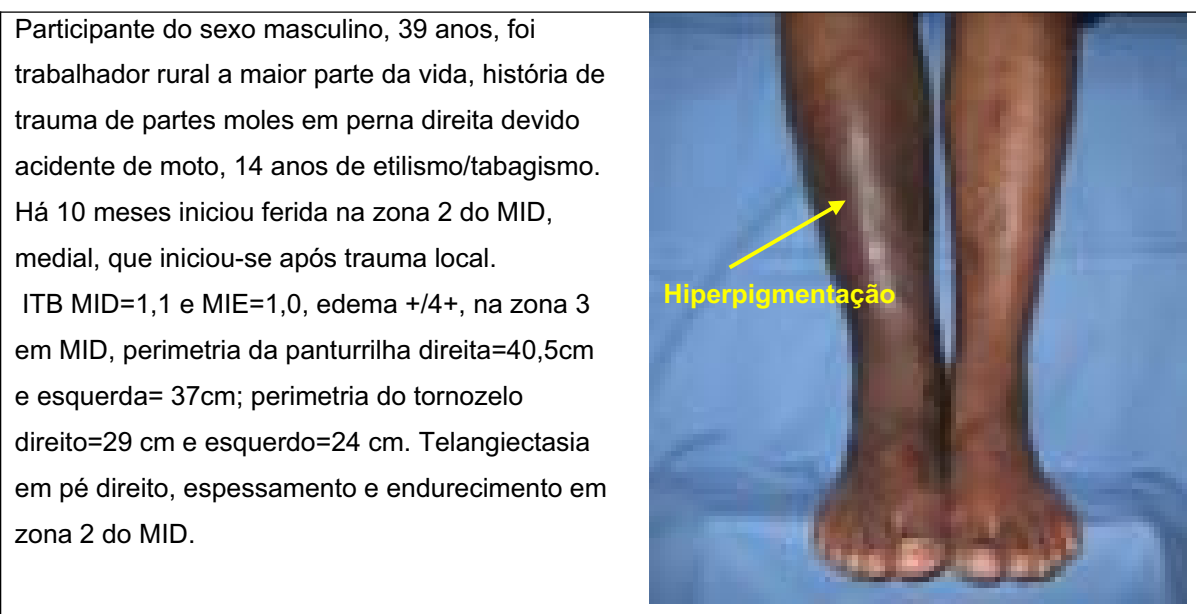 Participante do sexo masculino, 39 anos, foi
trabalhador rural a maior parte da vida, história de
trauma de partes moles em perna direita devido
acidente de moto, 14 anos de etilismo/tabagismo.
Há 10 meses iniciou ferida na zona 2 do MID,
medial, que iniciou-se após trauma local.
ITB MID=1,1 e MIE=1,0, edema +/4+, na zona 3
em MID, perimetria da panturrilha direita=40,5cm
e esquerda= 37cm; perimetria do tornozelo
direito=29 cm e esquerdo=24 cm. Telangiectasia
em pé direito, espessamento e endurecimento em
zona 2 do MID.
Hiperpigmentação